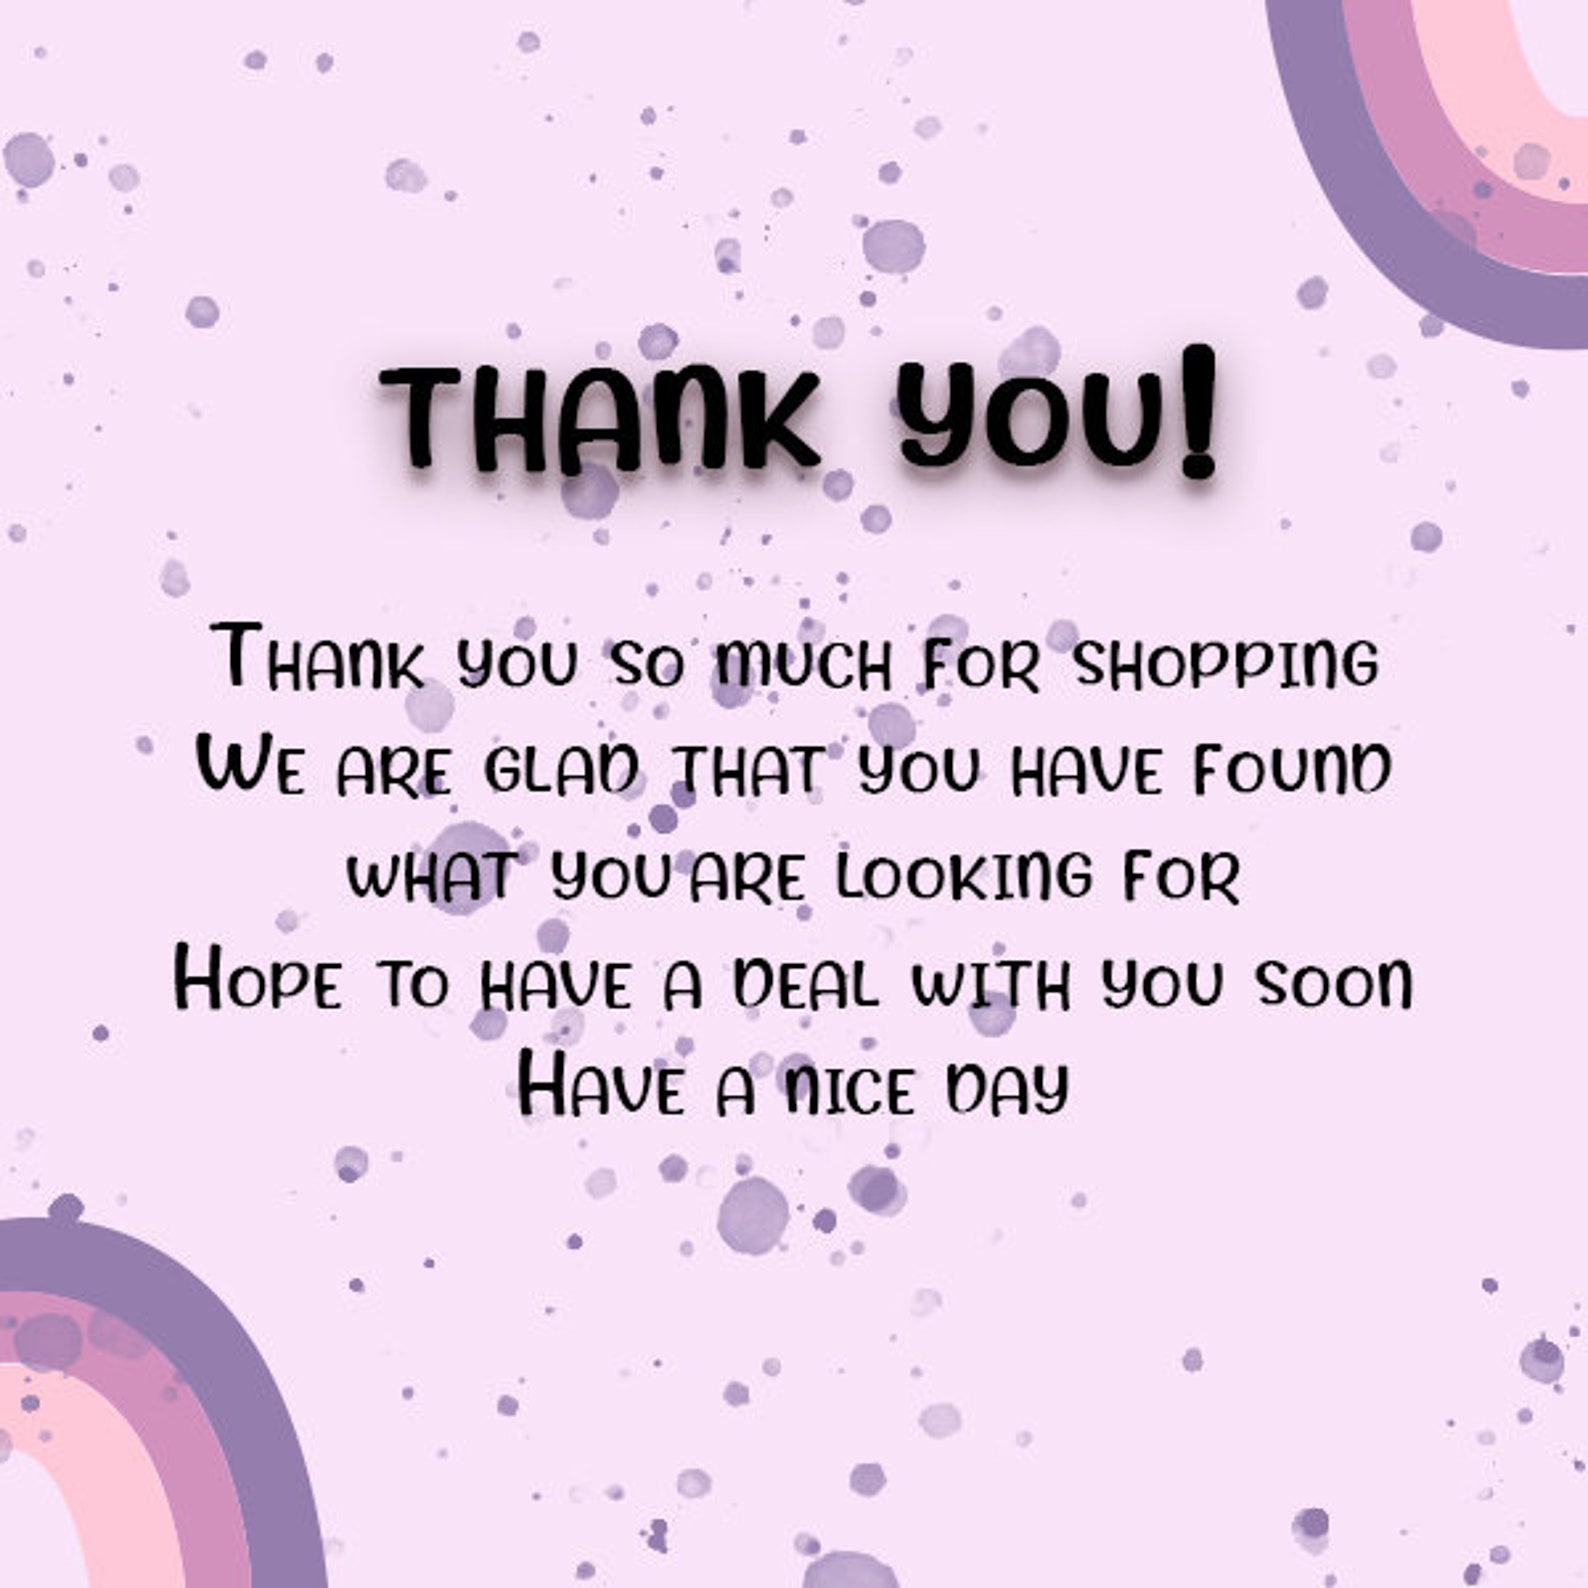 THANK YOU!
Thank you so much for shopping
We are glad that you have found
what you are looking for
Hope to have a deal with you soon
Have a nice day